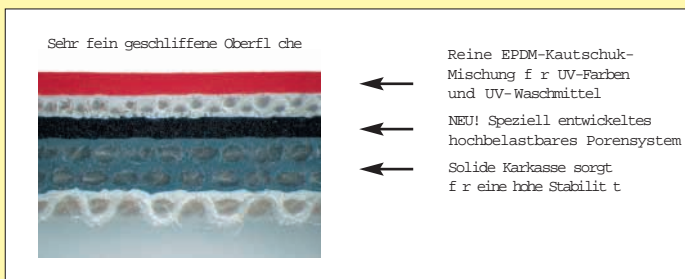 Sehr fein geschliffene Oberfl che
Reine EPDM-Kautschuk-
Mischung f r UV-Farben
und UV-Waschmittel
NEU! Speziell entwickeltes
hochbelastbares Porensystem
Solide Karkasse sorgt
f r eine hohe Stabilit t